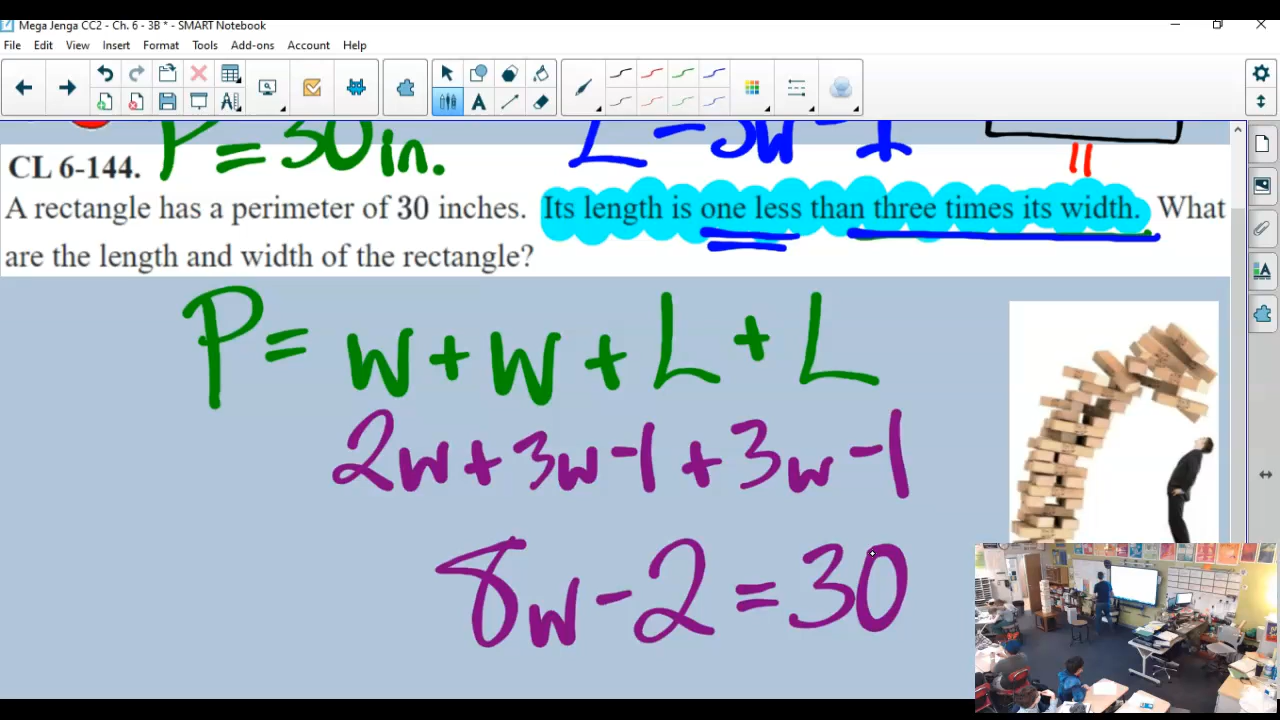 Mega Jenga CC2 - Ch. 6 - 3B * - SMART Notebook
File Edit View Insert Format Tools Add-ons Account Help
P = 30 in. L = 3w - 1
CL 6-144.
A rectangle has a perimeter of 30 inches. Its length is one less than three times its width. What
are the length and width of the rectangle?
P = w + w + L + L
2w + 3w - 1 + 3w - 1
8w - 2 = 30